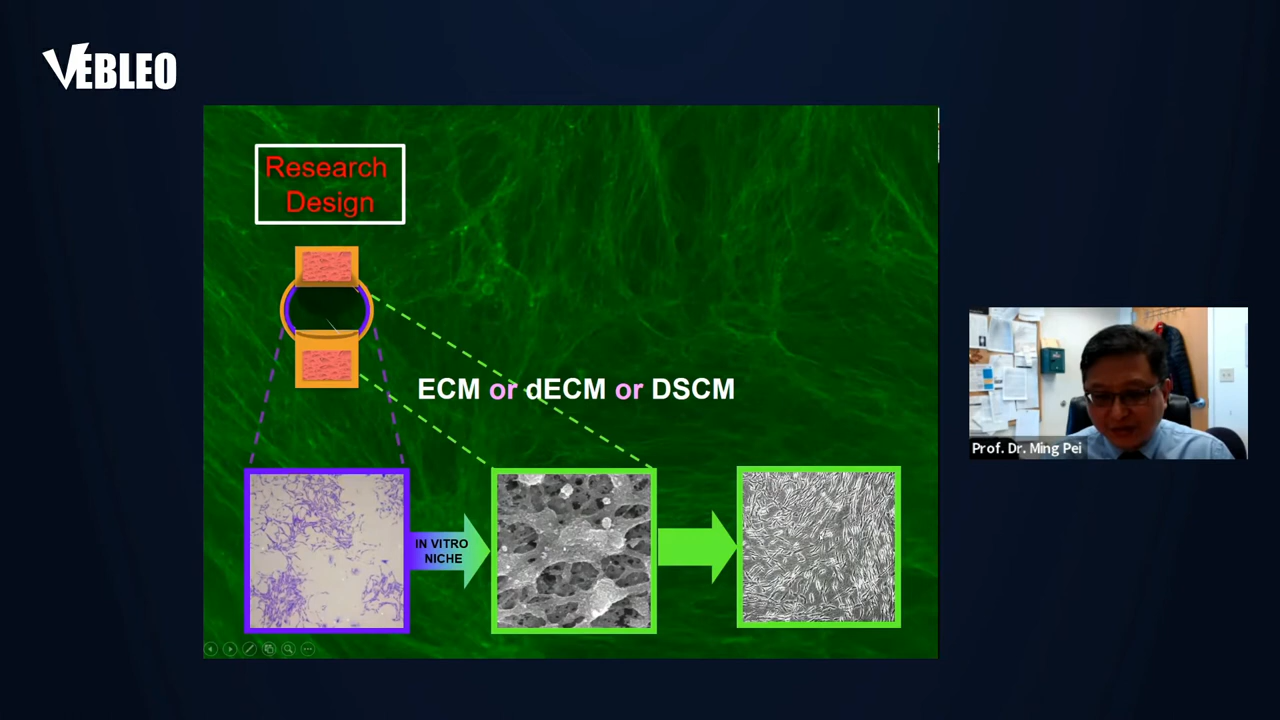 VEBLEO
Research
Design
ECM or dECM or DSCM
IN VITRO
NICHE
Prof. Dr. Ming Pei